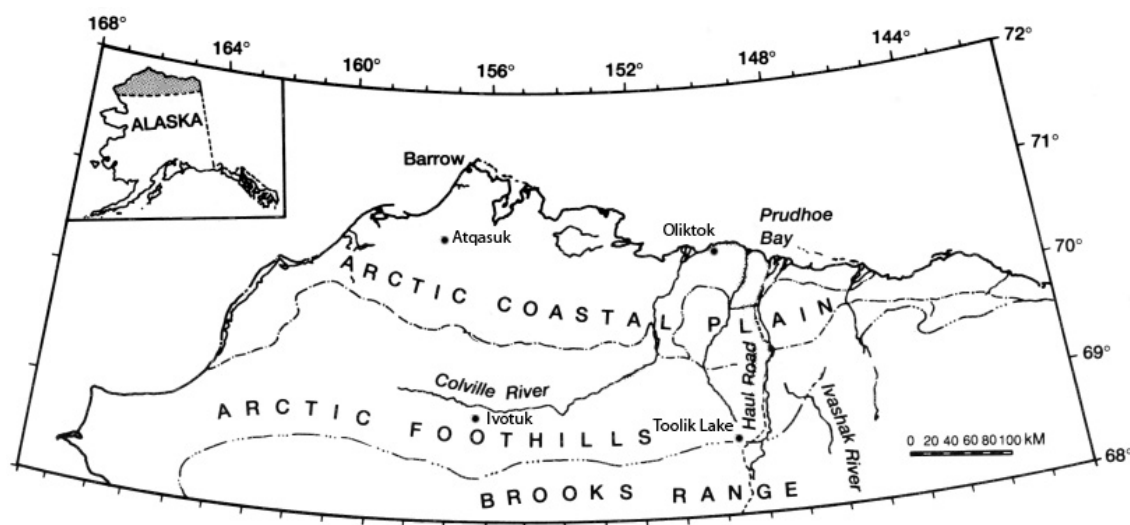 168°
164°
160°
156°
152°
148°
144°
72°
ALASKA
71°
Barrow
Prudhoe
Bay
Oliktok
Atqasuk
70°
ARCTIC COASTAL PLAIN
69°
Colville River
Haul Road
Ivotuk
ARCTIC FOOTHILLS
Toolik Lake
Ivashak River
0 20 40 60 80 100 KM
68°
BROOKS RANGE